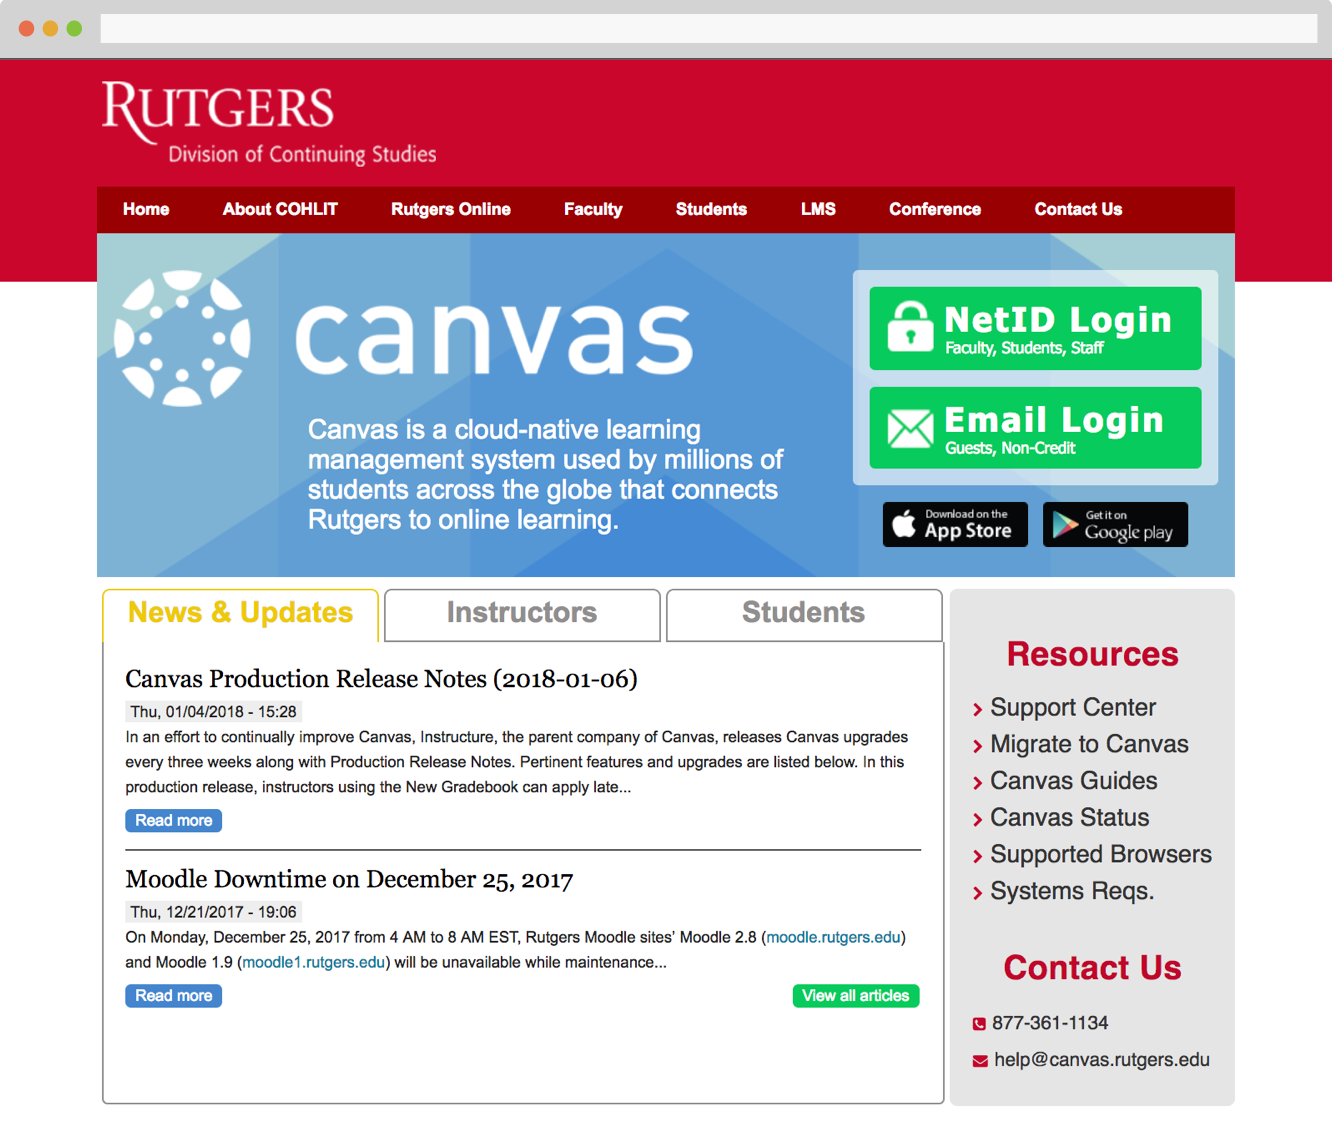 RUTGERS
Division of Continuing Studies
Home About COHLIT Rutgers Online Faculty Students LMS Conference Contact Us
canvas
Canvas is a cloud-native learning
management system used by millions of
students across the globe that connects
Rutgers to online learning.
NetID Login
Faculty, Students, Staff
Email Login
Guests, Non-Credit
Download on the
App Store
Get it on
Google play
News & Updates Instructors Students
Canvas Production Release Notes (2018-01-06)
Thu, 01/04/2018 - 15:28
In an effort to continually improve Canvas, Instructure, the parent company of Canvas, releases Canvas upgrades
every three weeks along with Production Release Notes. Pertinent features and upgrades are listed below. In this
production release, instructors using the New Gradebook can apply late...
Read more
Moodle Downtime on December 25, 2017
Thu, 12/21/2017 - 19:06
On Monday, December 25, 2017 from 4 AM to 8 AM EST, Rutgers Moodle sites’ Moodle 2.8 (moodle.rutgers.edu)
and Moodle 1.9 (moodle1.rutgers.edu) will be unavailable while maintenance...
Read more
View all articles
Resources
Support Center
Migrate to Canvas
Canvas Guides
Canvas Status
Supported Browsers
Systems Reqs.
Contact Us
877-361-1134
help@canvas.rutgers.edu